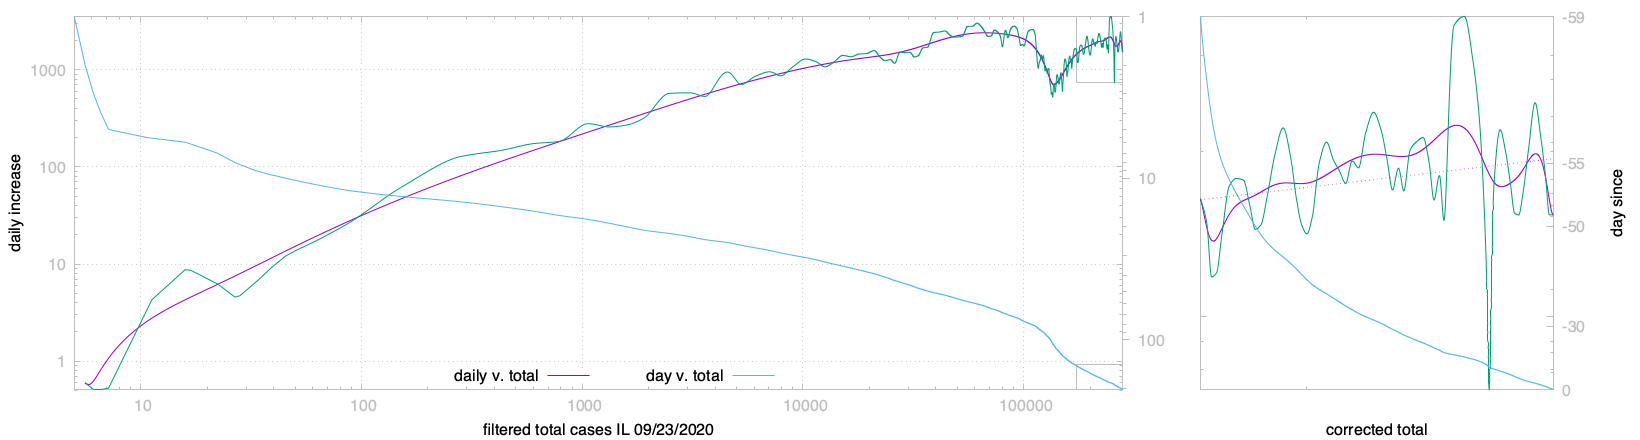 daily increase
1000
100
10
1
10
100
1000
10000
100000
1
10
100
daily v. total
day v. total
filtered total cases IL 09/23/2020
-59
-55
-50
-30
0
day since
corrected total